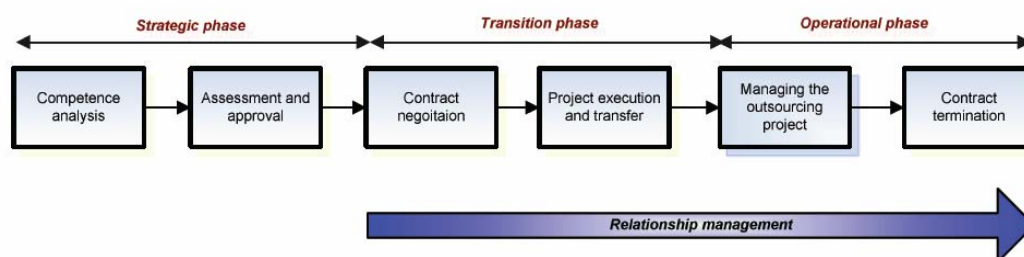 Strategic phase
Transition phase
Operational phase
Competence
analysis
Assessment and
approval
Contract
negoitaion
Project execution
and transfer
Managing the
outsourcing
project
Contract
termination
Relationship management